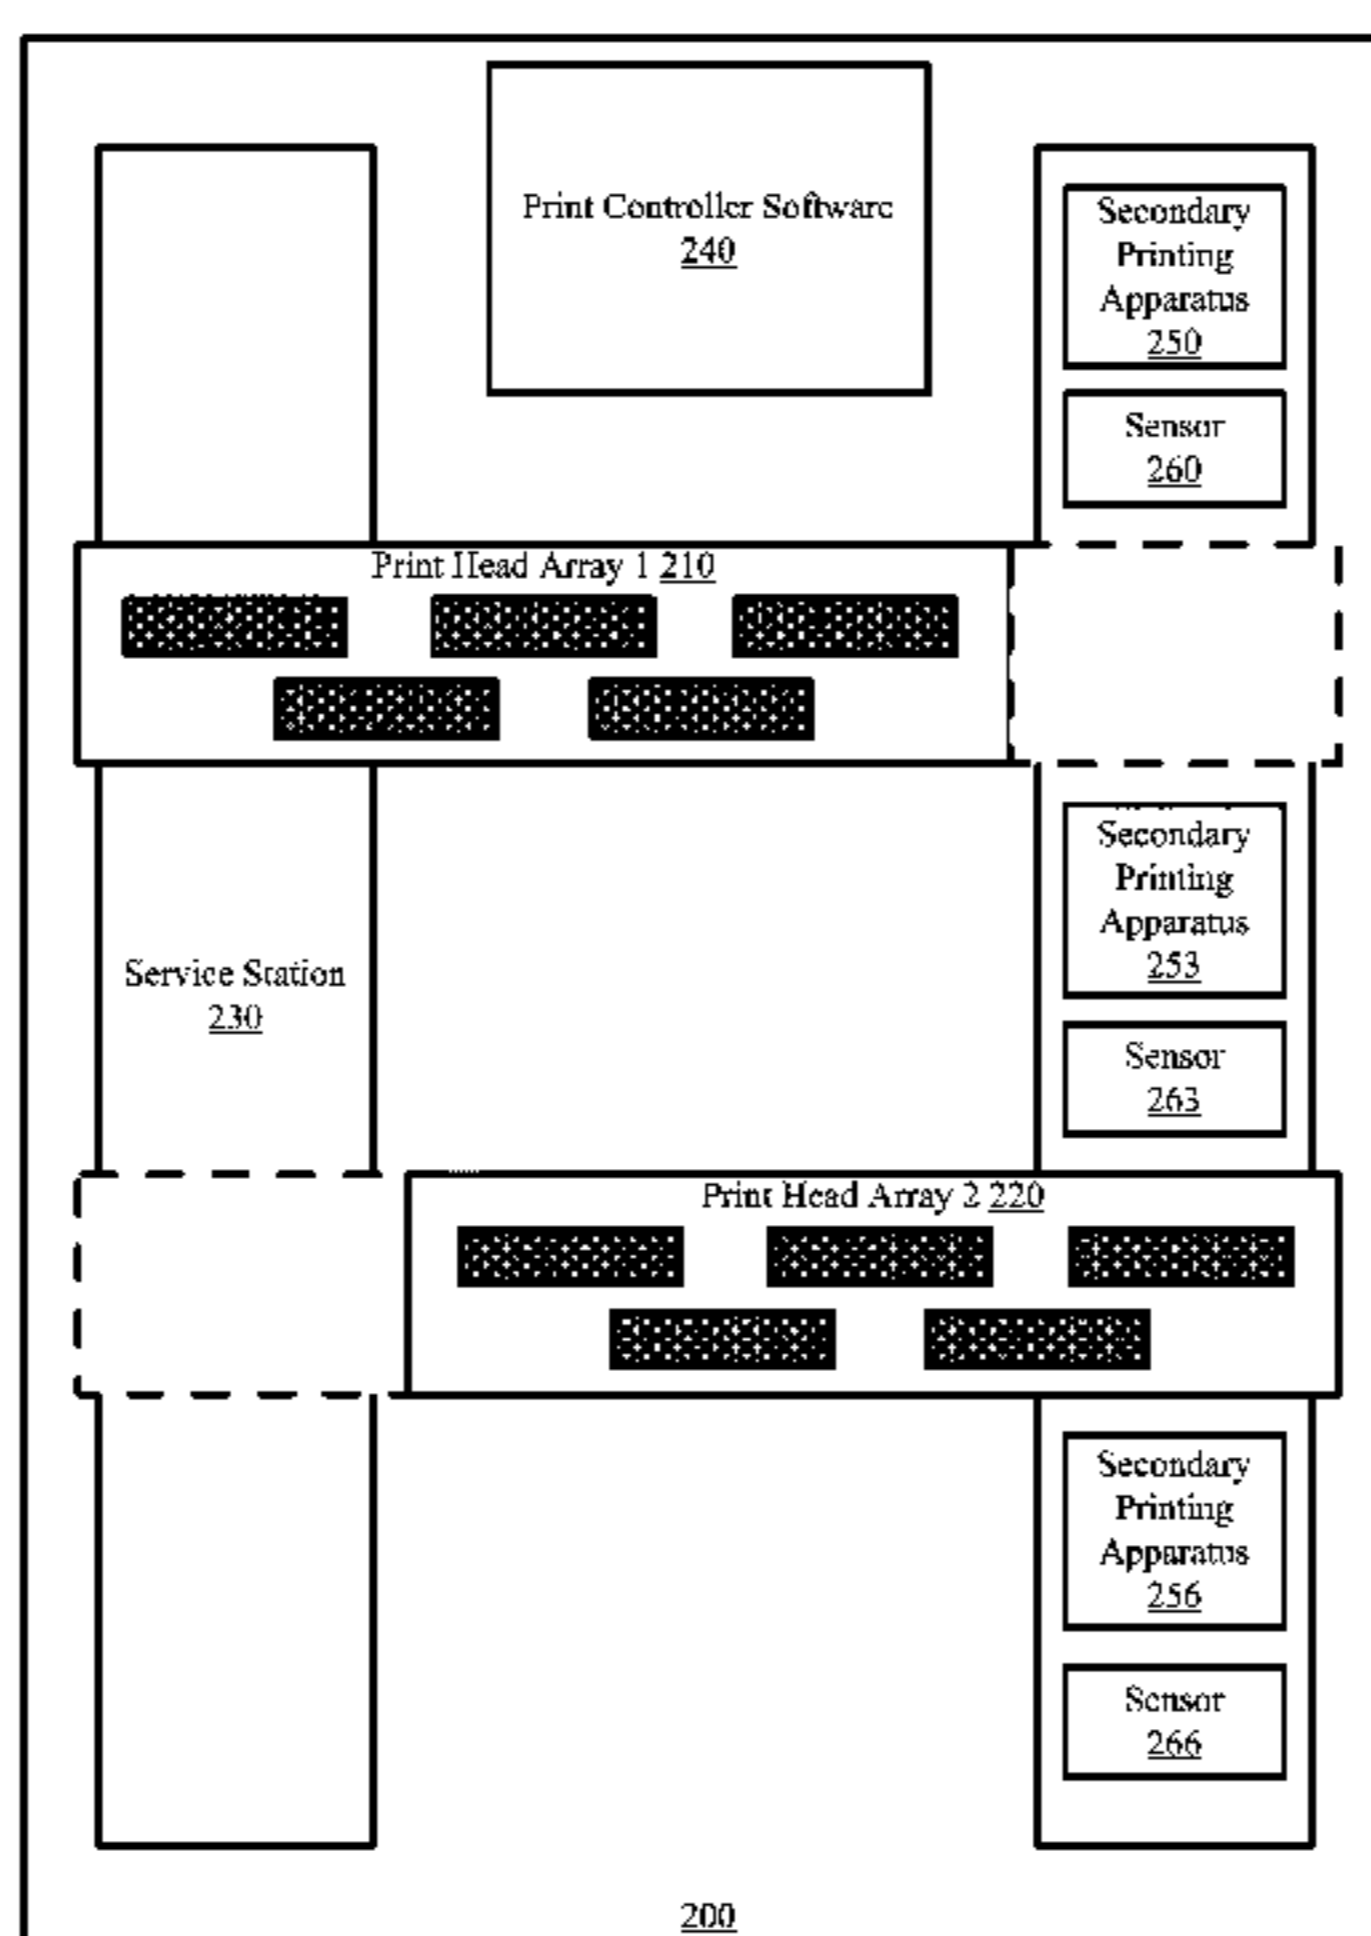 Print Controller Software
240
Secondary
Printing
Apparatus
250
Sensor
260
Print Head Array 1 210
Secondary
Printing
Apparatus
253
Service Station
230
Sensor
263
Print Head Array 2 220
Secondary
Printing
Apparatus
256
Sensor
266
200